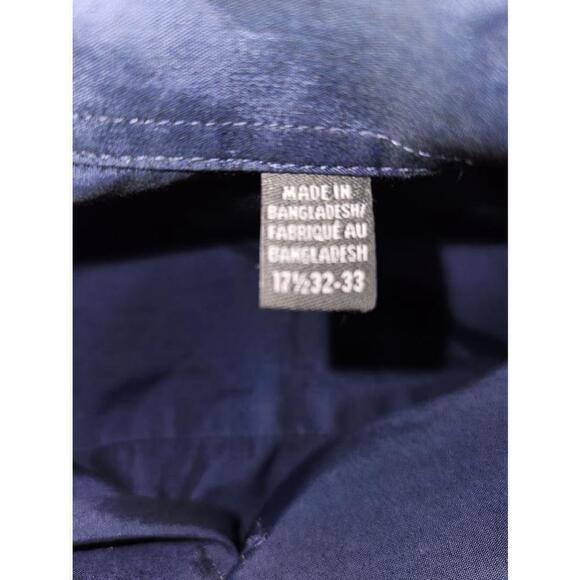 MADE IN
BANGLADESH/
FABRIQUÉ AU
BANGLADESH
17½32-33